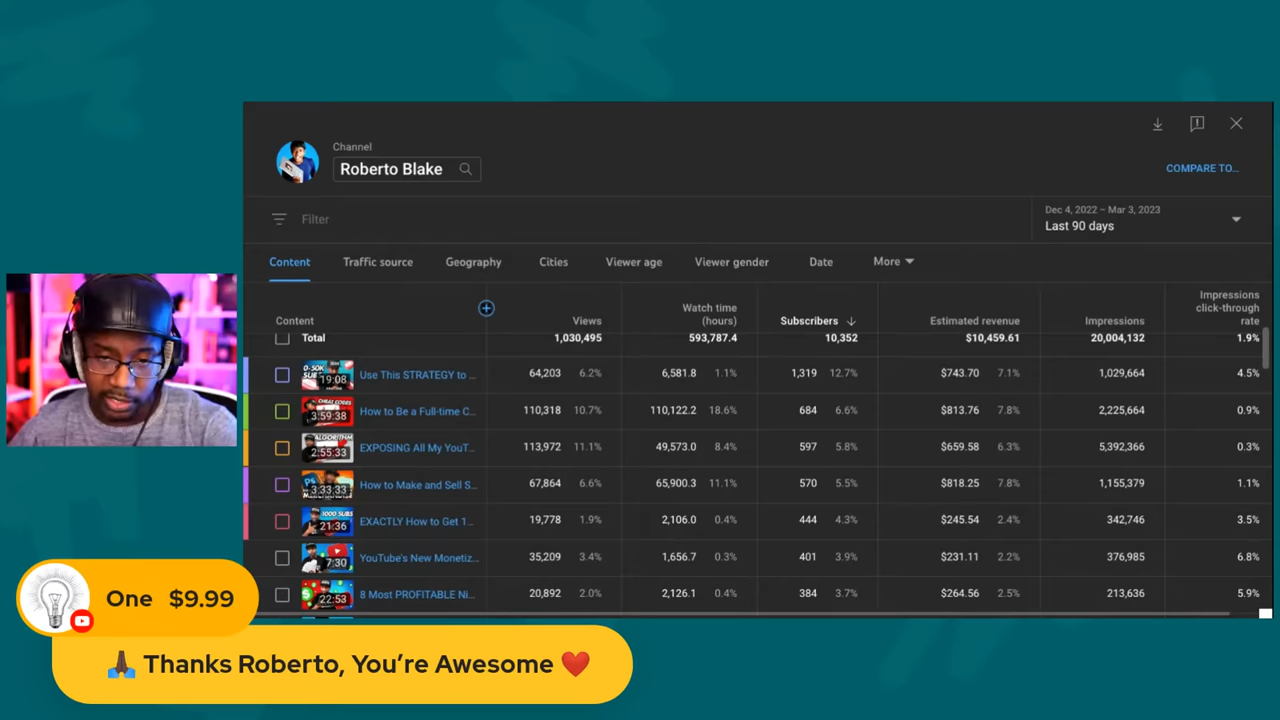 Channel
Roberto Blake
COMPARE TO...
Filter
Dec 4, 2022 – Mar 3, 2023
Last 90 days
Content Traffic source Geography Cities Viewer age Viewer gender Date More
Content Views Watch time (hours) Subscribers Estimated revenue Impressions Impressions click-through rate
Total 1,030,495 593,787.4 10,352 $10,459.61 20,004,132 1.9%
0-50K
19:08 Use This STRATEGY to ... 64,203 6.2% 6,581.8 1.1% 1,319 12.7% $743.70 7.1% 1,029,664 4.5%
CHEAT CODES
3:59:38 How to Be a Full-time C... 110,318 10.7% 110,122.2 18.6% 684 6.6% $813.76 7.8% 2,225,664 0.9%
ALGORITHM
2:55:33 EXPOSING All My YouT... 113,972 11.1% 49,573.0 8.4% 597 5.8% $659.58 6.3% 5,392,366 0.3%
3:33:33 How to Make and Sell S... 67,864 6.6% 65,900.3 11.1% 570 5.5% $818.25 7.8% 1,155,379 1.1%
1000 SUBS
21:36 EXACTLY How to Get 1... 19,778 1.9% 2,106.0 0.4% 444 4.3% $245.54 2.4% 342,746 3.5%
7:30 YouTube's New Monetiz... 35,209 3.4% 1,656.7 0.3% 401 3.9% $231.11 2.2% 376,985 6.8%
22:53 8 Most PROFITABLE Ni... 20,892 2.0% 2,126.1 0.4% 384 3.7% $264.56 2.5% 213,636 5.9%
One $9.99
🙏🏾 Thanks Roberto, You’re Awesome ❤️